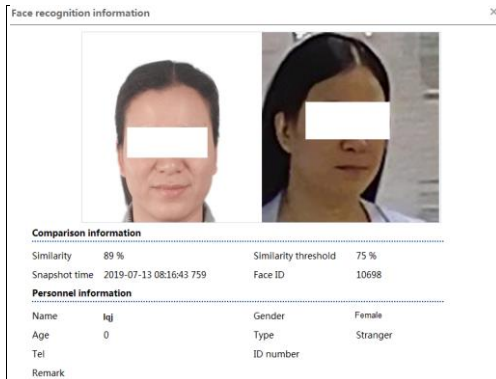 Face recognition information
Comparison information
Similarity 89 % Similarity threshold 75 %
Snapshot time 2019-07-13 08:16:43 759 Face ID 10698
Personnel information
Name lqj Gender Female
Age 0 Type Stranger
Tel ID number
Remark